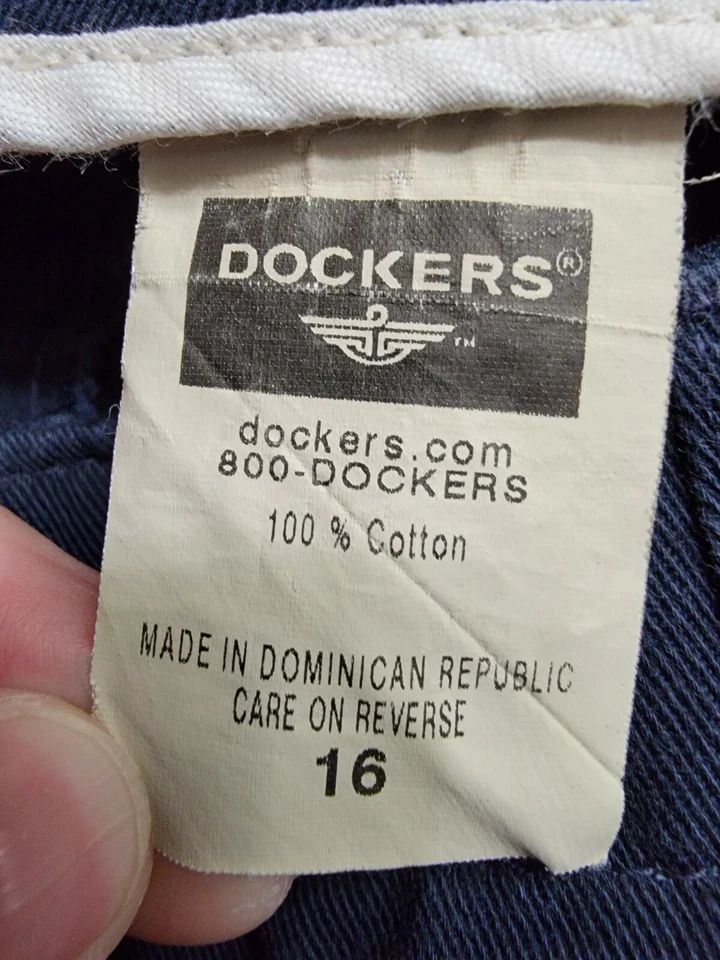 DOCKERS®
™
dockers.com
800-DOCKERS
100 % Cotton
MADE IN DOMINICAN REPUBLIC
CARE ON REVERSE
16